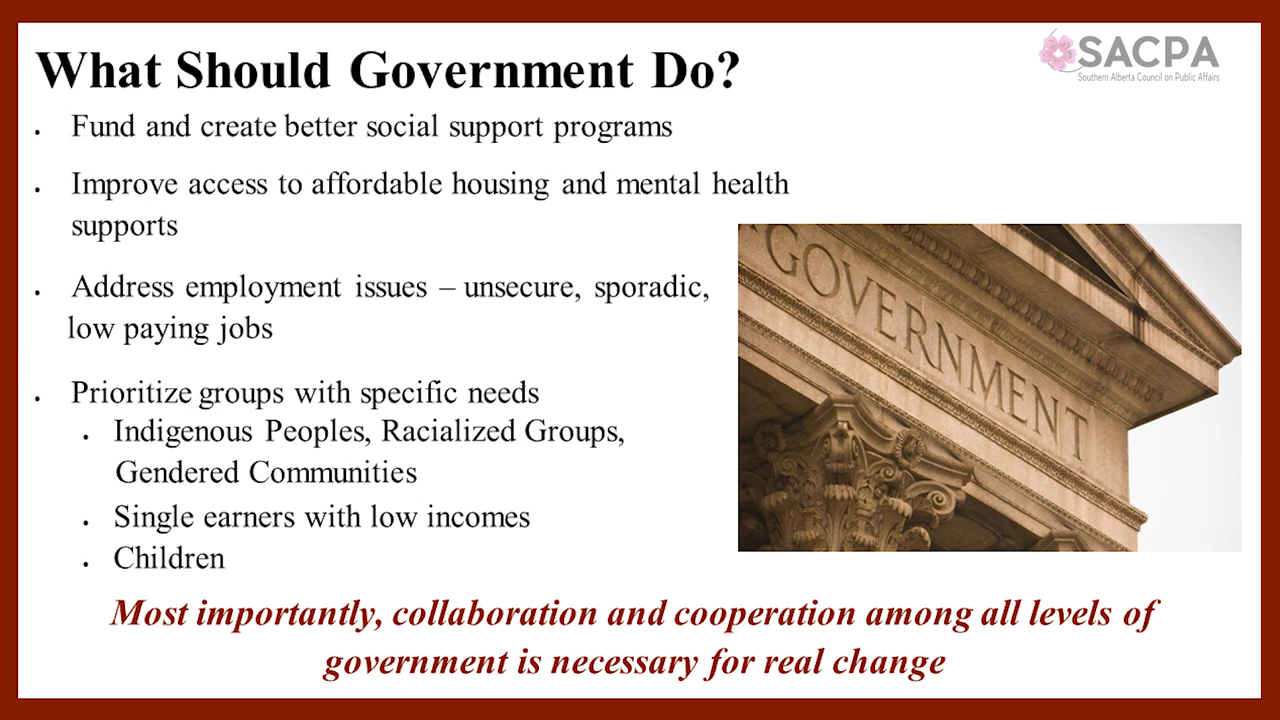 What Should Government Do?
SACPA
Southern Alberta Council on Public Affairs
• Fund and create better social support programs
• Improve access to affordable housing and mental health
supports
• Address employment issues – unsecure, sporadic,
low paying jobs
• Prioritize groups with specific needs
• Indigenous Peoples, Racialized Groups,
Gendered Communities
• Single earners with low incomes
• Children
GOVERNMENT
Most importantly, collaboration and cooperation among all levels of
government is necessary for real change